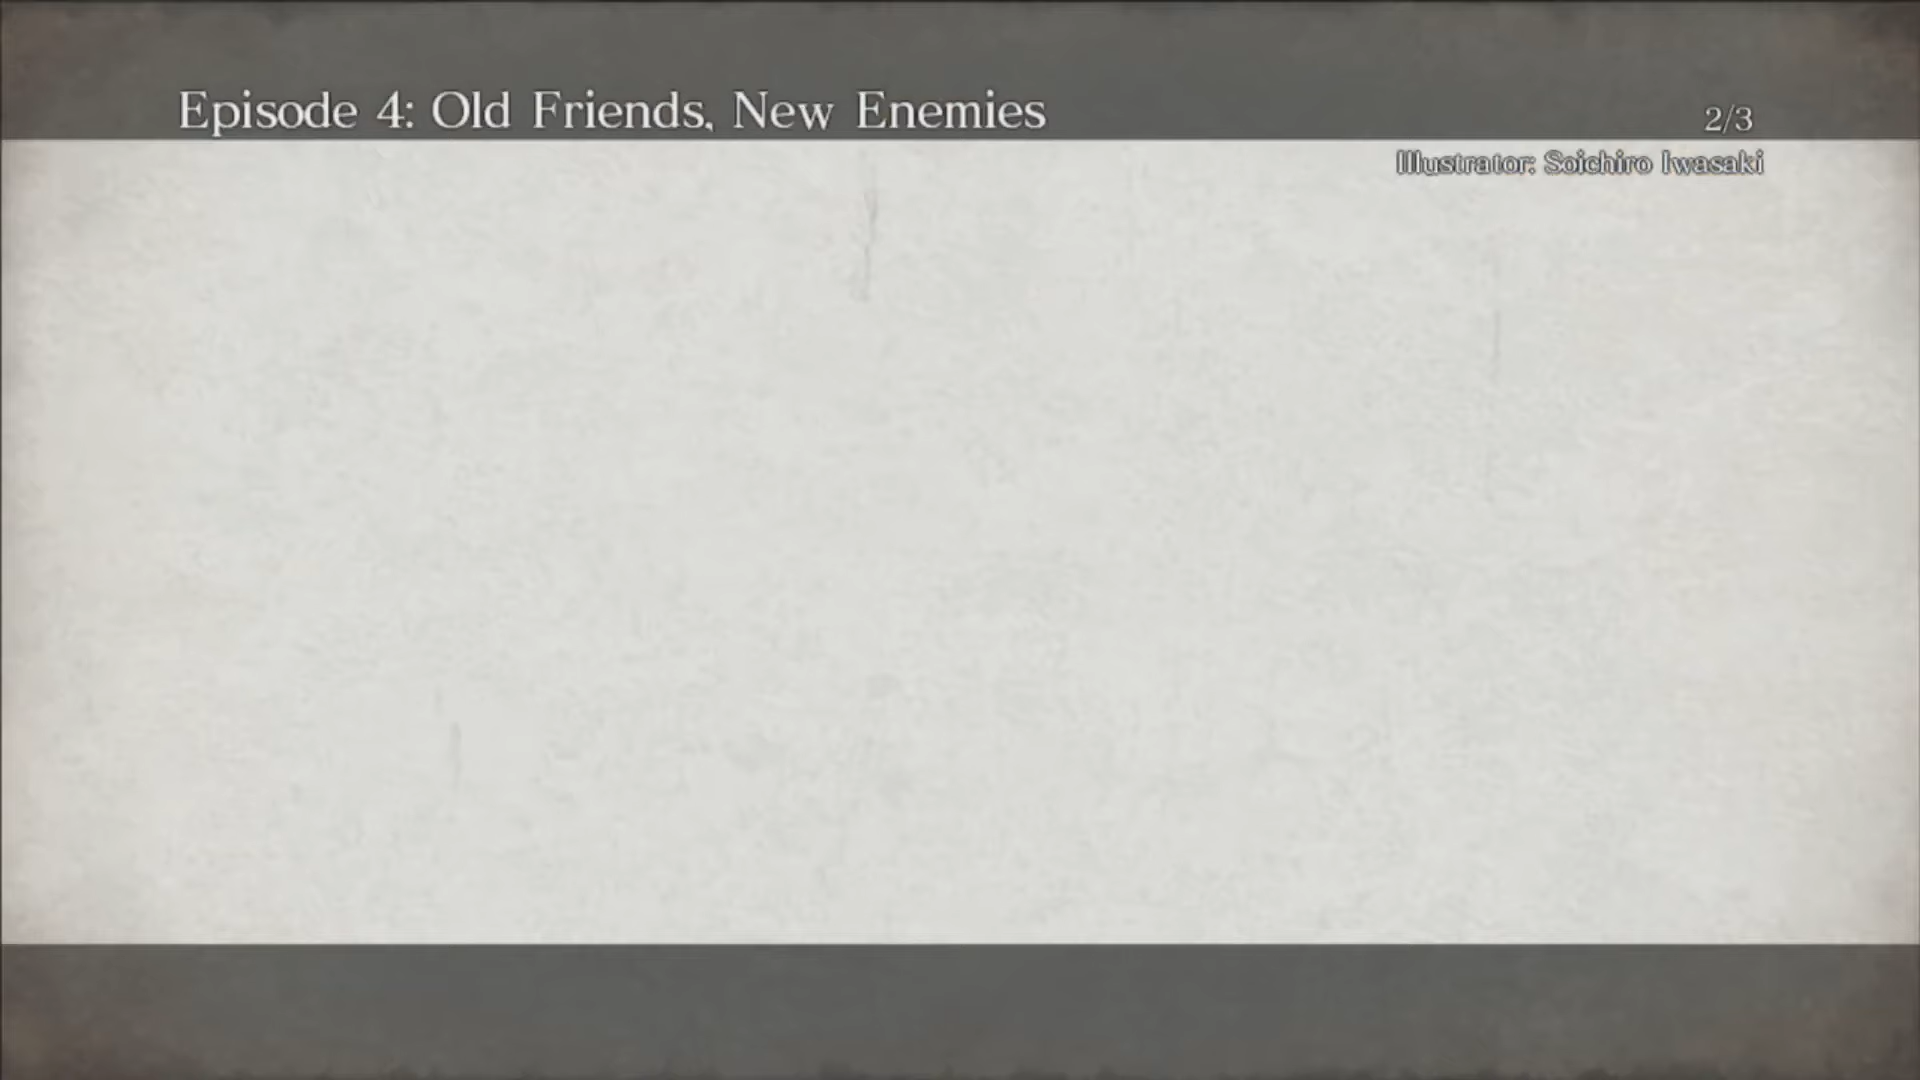 Episode 4: Old Friends, New Enemies
2/3
Illustrator: Soichiro Iwasaki